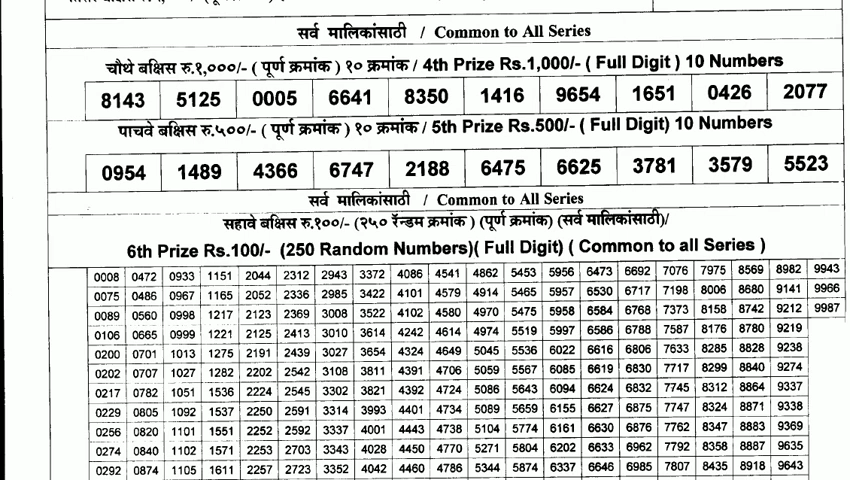 सर्व मालिकांसाठी / Common to All Series
चौथे बक्षिस रु.१,०००/- ( पूर्ण क्रमांक ) १० क्रमांक / 4th Prize Rs.1,000/- ( Full Digit ) 10 Numbers
8143 5125 0005 6641 8350 1416 9654 1651 0426 2077
पाचवे बक्षिस रु.५००/- ( पूर्ण क्रमांक ) १० क्रमांक / 5th Prize Rs.500/- ( Full Digit) 10 Numbers
0954 1489 4366 6747 2188 6475 6625 3781 3579 5523
सर्व मालिकांसाठी / Common to All Series
सहावे बक्षिस रु.१००/- (२५० रॅन्डम क्रमांक ) (पूर्ण क्रमांक) (सर्व मालिकांसाठी)/
6th Prize Rs.100/- (250 Random Numbers)( Full Digit) ( Common to all Series )
0008 0472 0933 1151 2044 2312 2943 3372 4086 4541 4862 5453 5956 6473 6692 7076 7975 8569 8982 9943
0075 0486 0967 1165 2052 2336 2985 3422 4101 4579 4914 5465 5957 6530 6717 7198 8006 8680 9141 9966
0089 0560 0998 1217 2123 2369 3008 3522 4102 4580 4970 5475 5958 6584 6768 7373 8158 8742 9212 9987
0106 0665 0999 1221 2125 2413 3010 3614 4242 4614 4974 5519 5997 6586 6788 7587 8176 8780 9219
0200 0701 1013 1275 2191 2439 3027 3654 4324 4649 5045 5536 6022 6616 6806 7633 8285 8828 9238
0202 0707 1027 1282 2202 2542 3108 3811 4391 4706 5059 5567 6085 6619 6830 7717 8299 8840 9274
0217 0782 1051 1536 2224 2545 3302 3821 4392 4724 5086 5643 6094 6624 6832 7745 8312 8864 9337
0229 0805 1092 1537 2250 2591 3314 3993 4401 4734 5089 5659 6155 6627 6875 7747 8324 8871 9338
0256 0820 1101 1551 2252 2592 3337 4001 4443 4738 5104 5774 6161 6630 6876 7762 8347 8883 9369
0274 0840 1102 1571 2253 2703 3343 4028 4450 4770 5271 5804 6202 6633 6962 7792 8358 8887 9635
0292 0874 1105 1611 2257 2723 3352 4042 4460 4786 5344 5874 6337 6646 6985 7807 8435 8918 9643